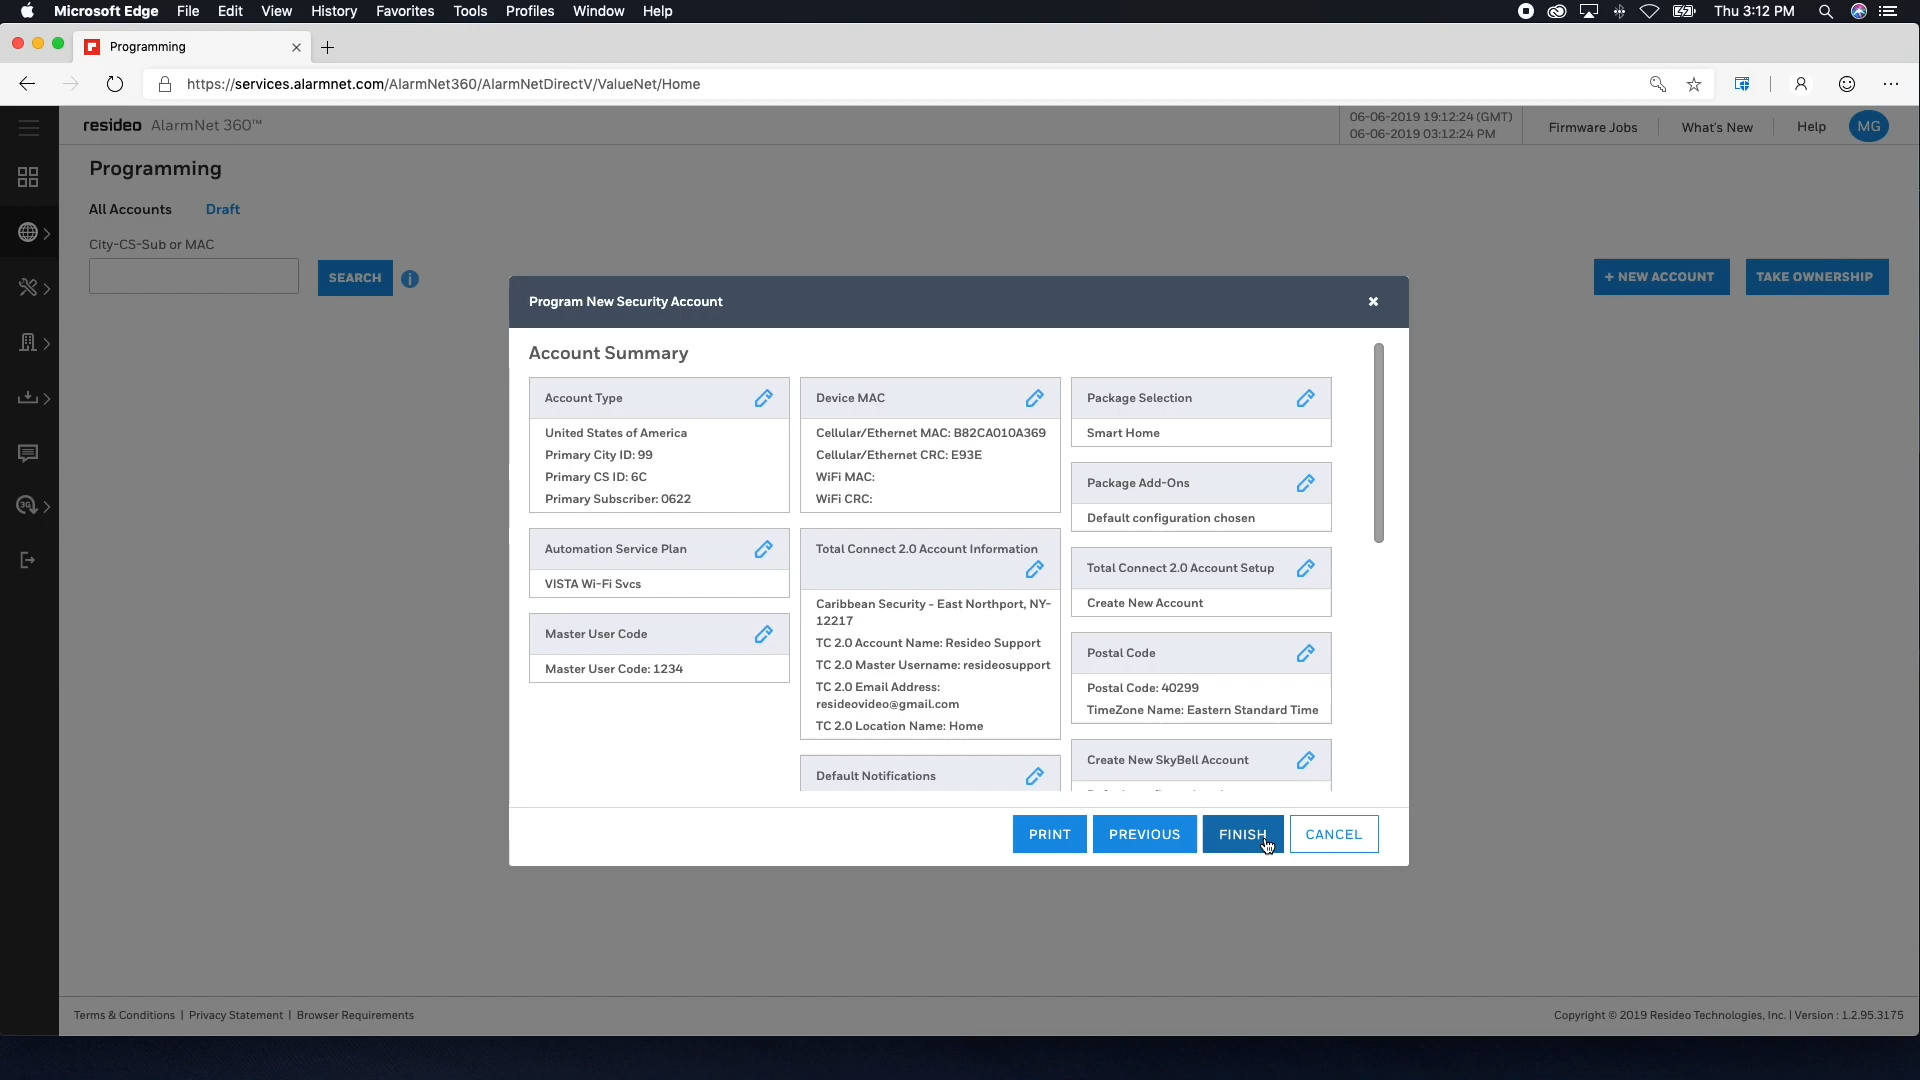 Microsoft Edge File Edit View History Favorites Tools Profiles Window Help
Thu 3:12 PM
Programming
https://services.alarmnet.com/AlarmNet360/AlarmNetDirectV/ValueNet/Home
resideo AlarmNet 360™
06-06-2019 19:12:24 (GMT)
06-06-2019 03:12:24 PM
Firmware Jobs
What's New
Help
MG
Programming
All Accounts
Draft
City-CS-Sub or MAC
SEARCH
i
+ NEW ACCOUNT
TAKE OWNERSHIP
3G
Program New Security Account
Account Summary
Account Type
United States of America
Primary City ID: 99
Primary CS ID: 6C
Primary Subscriber: 0622
Automation Service Plan
VISTA Wi-Fi Svcs
Master User Code
Master User Code: 1234
Device MAC
Cellular/Ethernet MAC: B82CA010A369
Cellular/Ethernet CRC: E93E
WiFi MAC:
WiFi CRC:
Total Connect 2.0 Account Information
Caribbean Security - East Northport, NY-
12217
TC 2.0 Account Name: Resideo Support
TC 2.0 Master Username: resideosupport
TC 2.0 Email Address:
resideovideo@gmail.com
TC 2.0 Location Name: Home
Default Notifications
Package Selection
Smart Home
Package Add-Ons
Default configuration chosen
Total Connect 2.0 Account Setup
Create New Account
Postal Code
Postal Code: 40299
TimeZone Name: Eastern Standard Time
Create New SkyBell Account
PRINT
PREVIOUS
FINISH
CANCEL
Terms & Conditions | Privacy Statement | Browser Requirements
Copyright © 2019 Resideo Technologies, Inc. | Version : 1.2.95.3175